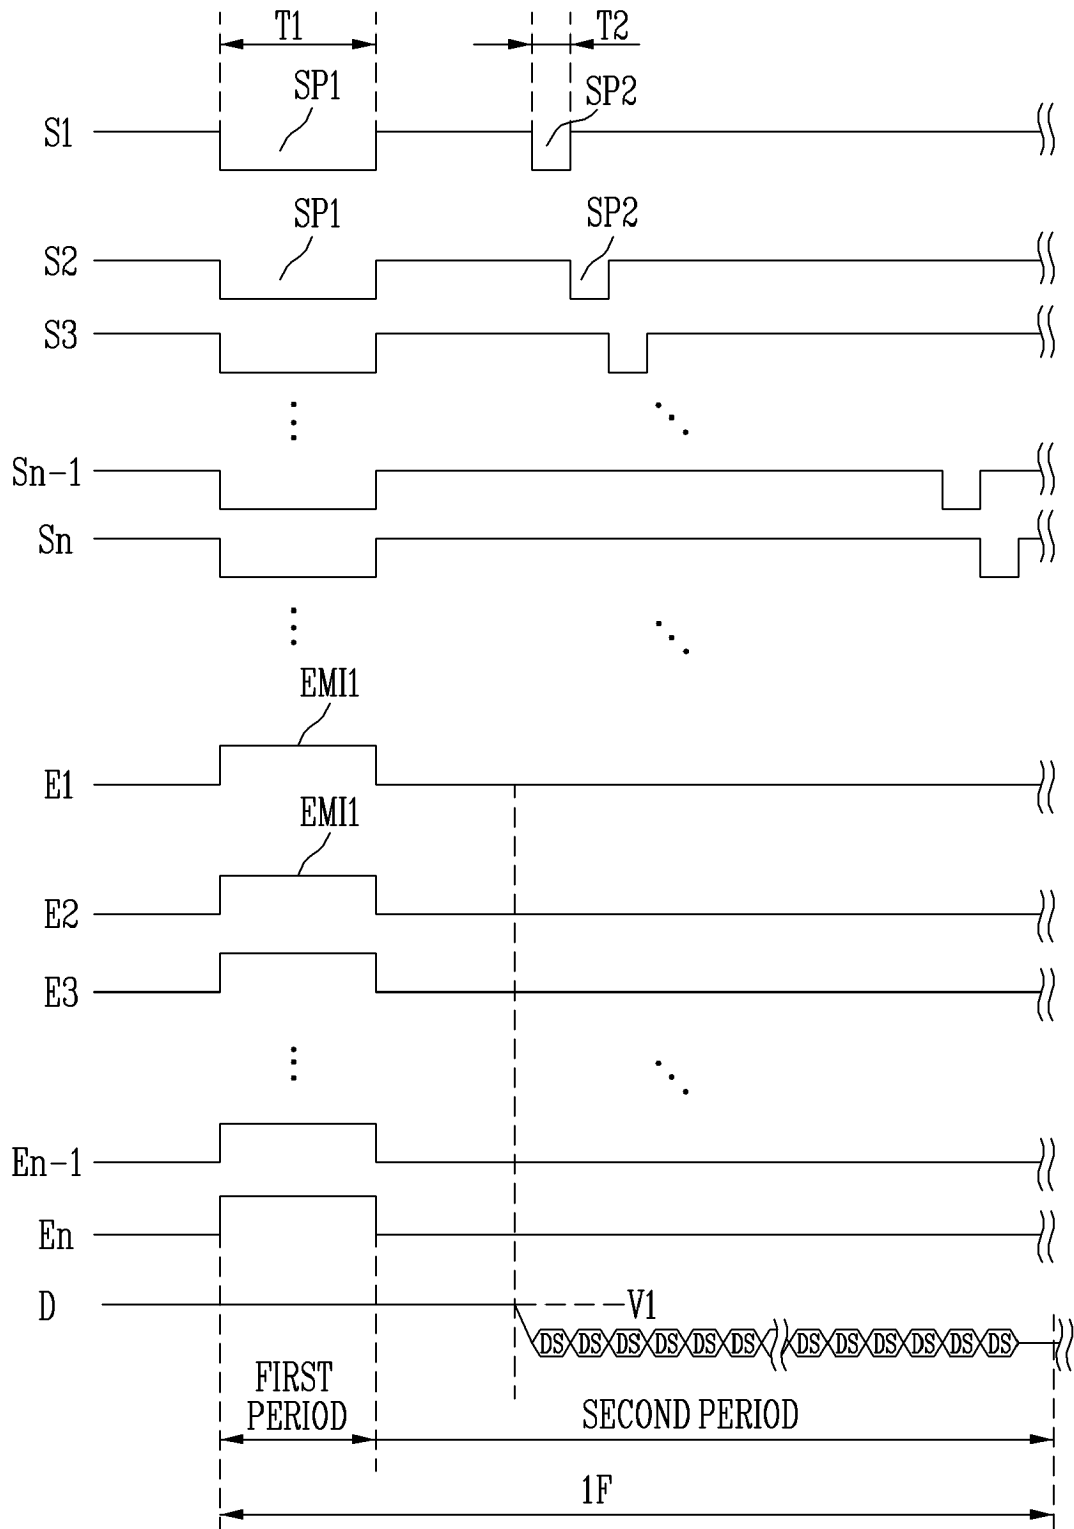 T1 T2
SP1 SP2
S1
SP1 SP2
S2
S3
Sn-1
Sn
EMI1
E1
EMI1
E2
E3
En-1
En
D V1
DS DS DS DS DS DS DS DS DS DS DS DS
FIRST
PERIOD
SECOND PERIOD
1F